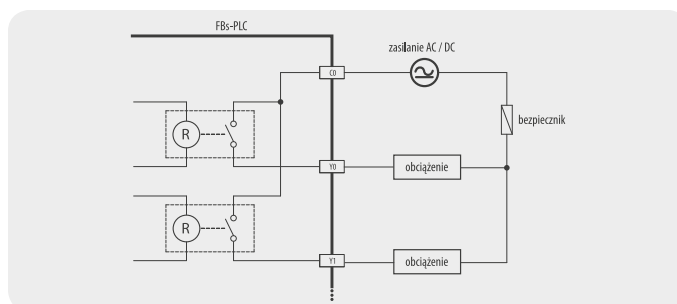 FBs-PLC
zasilanie AC / DC
C0
bezpiecznik
R
Y0
obciążenie
R
Y1
obciążenie